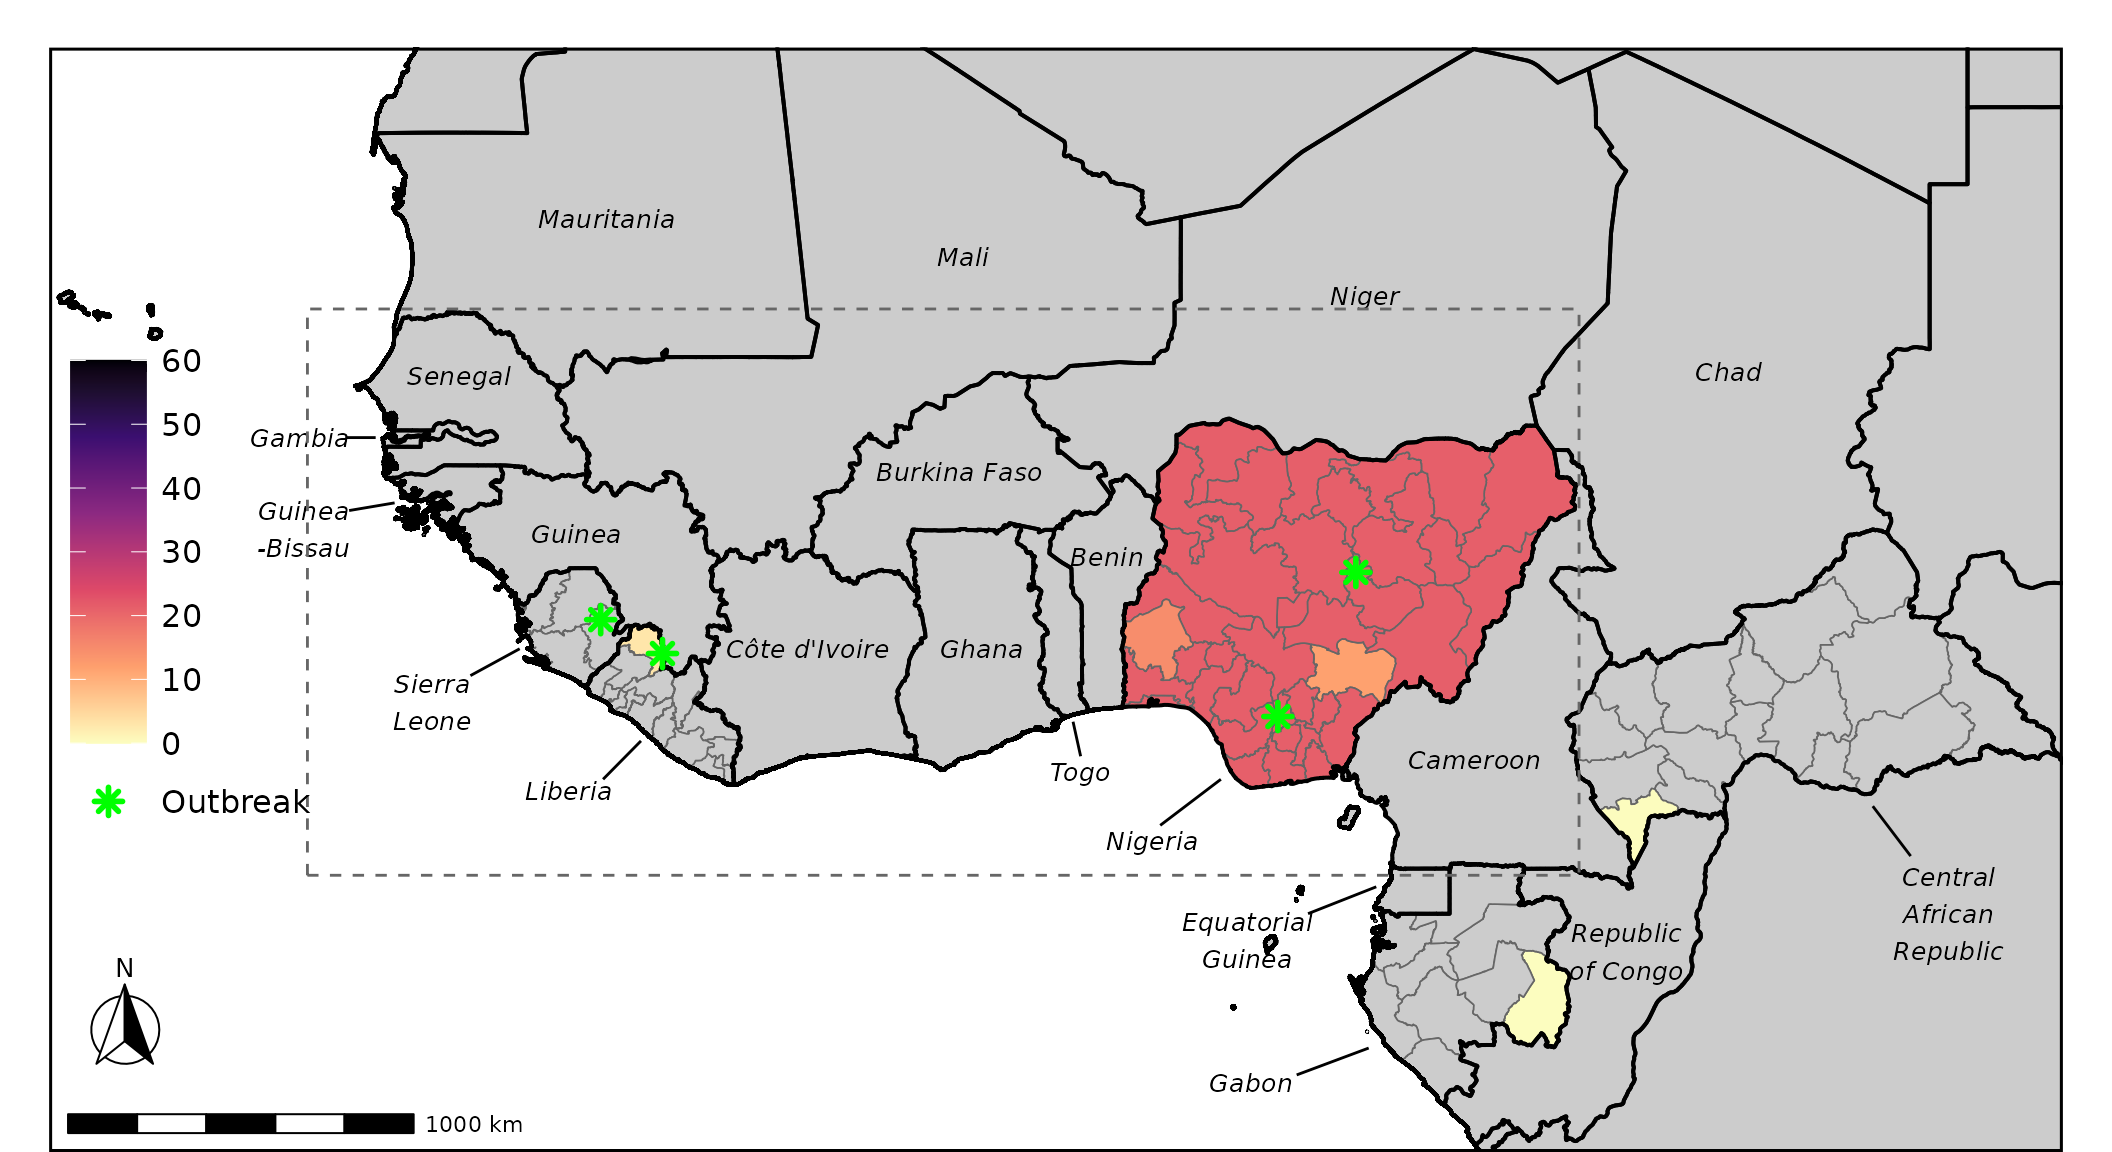 Mauritania
Mali
Niger
Chad
Senegal
Gambia
Guinea
-Bissau
Guinea
Burkina Faso
Benin
Côte d'Ivoire
Ghana
Sierra
Leone
Liberia
Togo
Nigeria
Cameroon
Equatorial
Guinea
Republic
of Congo
Central
African
Republic
Gabon
60
50
40
30
20
10
0
Outbreak
N
1000 km